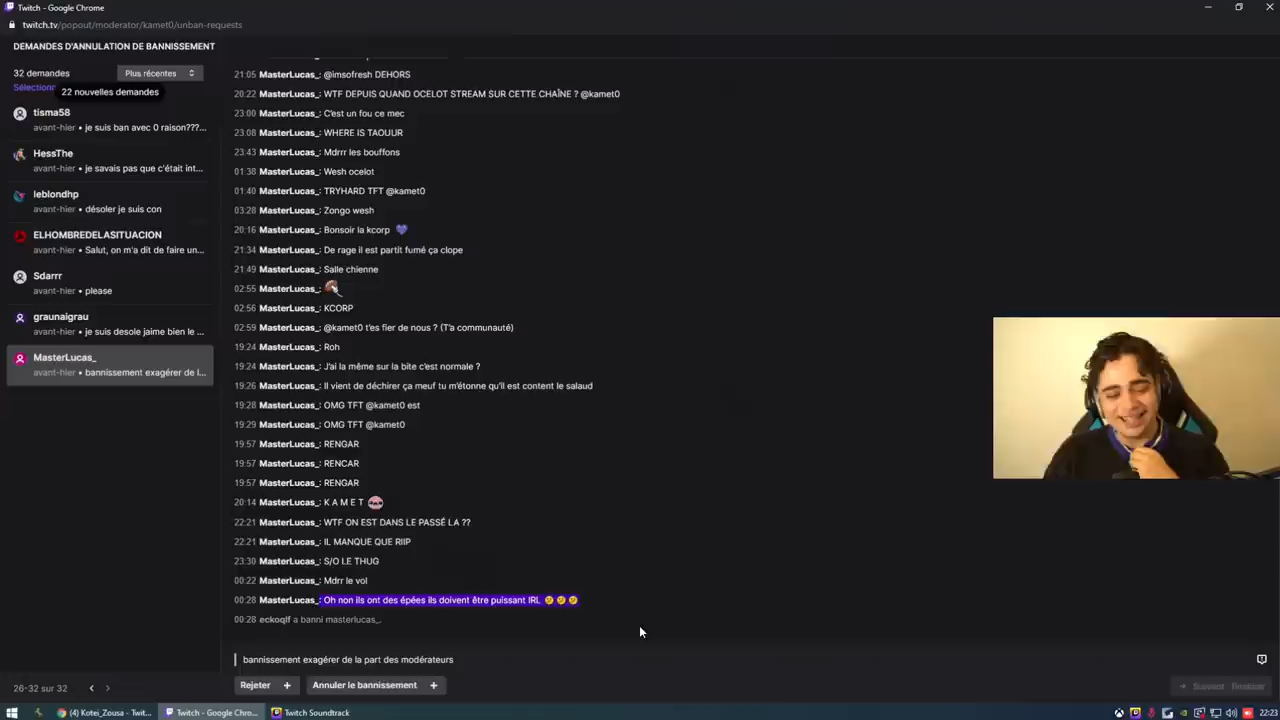 Twitch - Google Chrome
twitch.tv/popout/moderator/kamet0/unban-requests
DEMANDES D'ANNULATION DE BANNISSEMENT
32 demandes
Plus récentes
22 nouvelles demandes
tisma58
avant-hier • je suis ban avec 0 raison???...
HessThe
avant-hier • je savais pas que c'était int...
leblondhp
avant-hier • désoler je suis con
ELHOMBREDELASITUACION
avant-hier • Salut, on m'a dit de faire un...
Sdarrr
avant-hier • please
graunaigrau
avant-hier • je suis desole jaime bien le ...
MasterLucas_
avant-hier • bannissement exagérer de l...
26-32 sur 32
21:05 MasterLucas_: @imsofresh DEHORS
20:22 MasterLucas_: WTF DEPUIS QUAND OCELOT STREAM SUR CETTE CHAÎNE ? @kamet0
23:00 MasterLucas_: C'est un fou ce mec
23:08 MasterLucas_: WHERE IS TAOUUR
23:43 MasterLucas_: Mdrrr les bouffons
01:38 MasterLucas_: Wesh ocelot
01:40 MasterLucas_: TRYHARD TFT @kamet0
03:28 MasterLucas_: Zongo wesh
20:16 MasterLucas_: Bonsoir la kcorp 💜
21:34 MasterLucas_: De rage il est partit fumé ça clope
21:49 MasterLucas_: Salle chienne
02:55 MasterLucas_:
02:56 MasterLucas_: KCORP
02:59 MasterLucas_: @kamet0 t'es fier de nous ? (T'a communauté)
19:24 MasterLucas_: Roh
19:24 MasterLucas_: J'ai la même sur la bite c'est normale ?
19:26 MasterLucas_: Il vient de déchirer ça meuf tu m'étonne qu'il est content le salaud
19:28 MasterLucas_: OMG TFT @kamet0 est
19:29 MasterLucas_: OMG TFT @kamet0
19:57 MasterLucas_: RENGAR
19:57 MasterLucas_: RENCAR
19:57 MasterLucas_: RENGAR
20:14 MasterLucas_: K A M E T
22:21 MasterLucas_: WTF ON EST DANS LE PASSÉ LA ??
22:21 MasterLucas_: IL MANQUE QUE RIIP
23:30 MasterLucas_: S/O LE THUG
00:22 MasterLucas_: Mdrr le vol
00:28 MasterLucas_: Oh non ils ont des épées ils doivent être puissant IRL 😕 😕 😕
00:28 eckoqlf a banni masterlucas_.
bannissement exagérer de la part des modérateurs
Rejeter +
Annuler le bannissement +
Suivant
(4) Kotei_Zousa - Twit...
Twitch - Google Chro...
Twitch Soundtrack
22:23